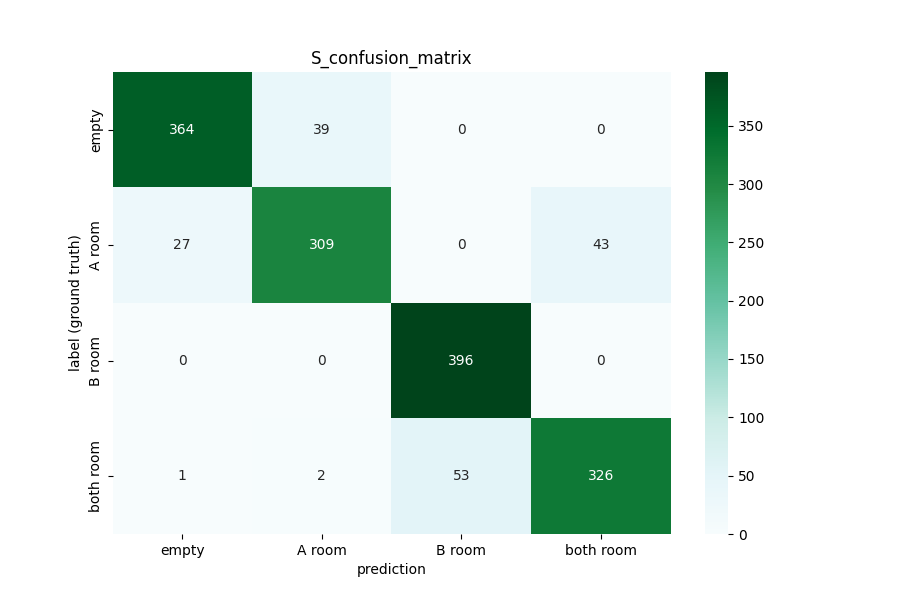 S_confusion_matrix
empty
364 39 0 0
A room
27 309 0 43
B room
0 0 396 0
both room
1 2 53 326
label (ground truth)
empty A room B room both room
prediction
350
300
250
200
150
100
50
0